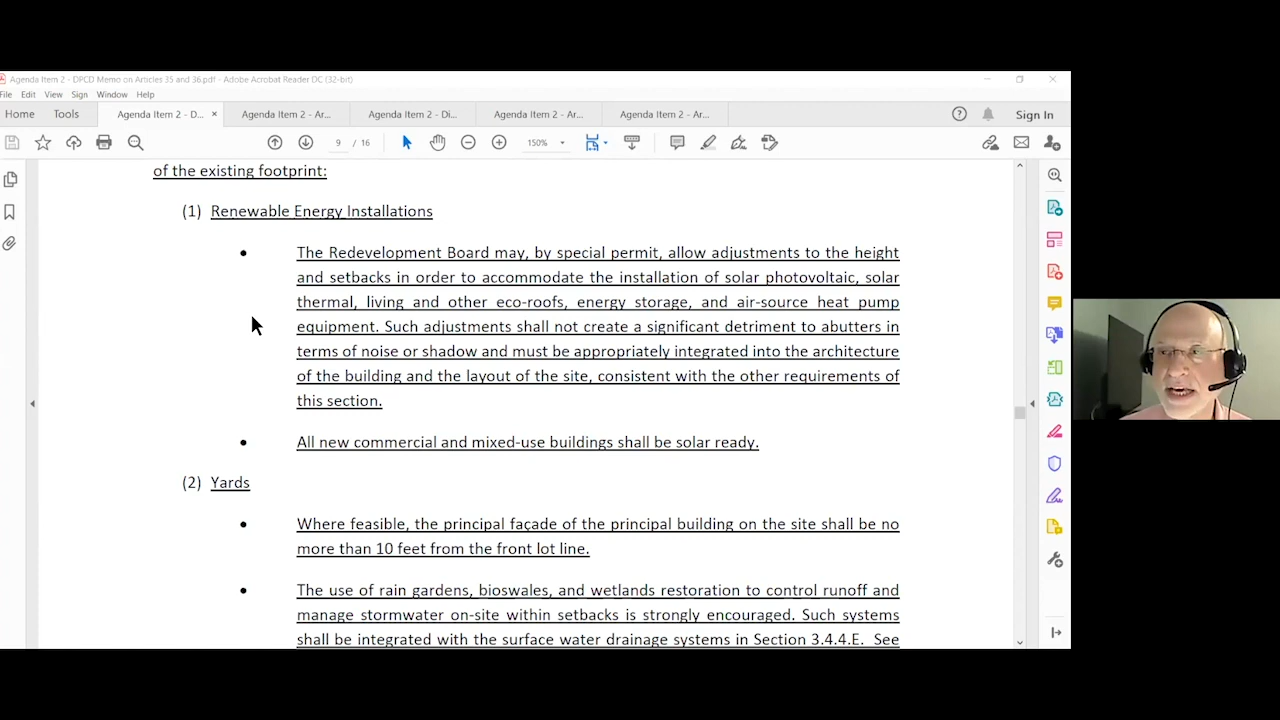 Agenda Item 2 - DPCD Memo on Articles 35 and 36.pdf - Adobe Acrobat Reader DC (32-bit)
File Edit View Sign Window Help
Home Tools Agenda Item 2 - D... × Agenda Item 2 - Ar... Agenda Item 2 - Di... Agenda Item 2 - Ar... Agenda Item 2 - Ar... Sign In
9 / 16 150%
of the existing footprint:
(1) Renewable Energy Installations
• The Redevelopment Board may, by special permit, allow adjustments to the height
and setbacks in order to accommodate the installation of solar photovoltaic, solar
thermal, living and other eco-roofs, energy storage, and air-source heat pump
equipment. Such adjustments shall not create a significant detriment to abutters in
terms of noise or shadow and must be appropriately integrated into the architecture
of the building and the layout of the site, consistent with the other requirements of
this section.
• All new commercial and mixed-use buildings shall be solar ready.
(2) Yards
• Where feasible, the principal façade of the principal building on the site shall be no
more than 10 feet from the front lot line.
• The use of rain gardens, bioswales, and wetlands restoration to control runoff and
manage stormwater on-site within setbacks is strongly encouraged. Such systems
shall be integrated with the surface water drainage systems in Section 3.4.4.E. See